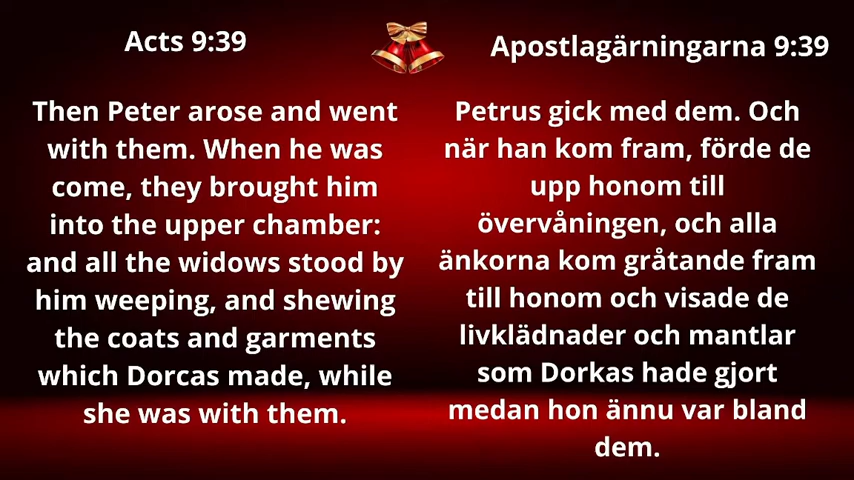 Acts 9:39
Then Peter arose and went
with them. When he was
come, they brought him
into the upper chamber:
and all the widows stood by
him weeping, and shewing
the coats and garments
which Dorcas made, while
she was with them.
Apostlagärningarna 9:39
Petrus gick med dem. Och
när han kom fram, förde de
upp honom till
övervåningen, och alla
änkorna kom gråtande fram
till honom och visade de
livklädnader och mantlar
som Dorkas hade gjort
medan hon ännu var bland
dem.